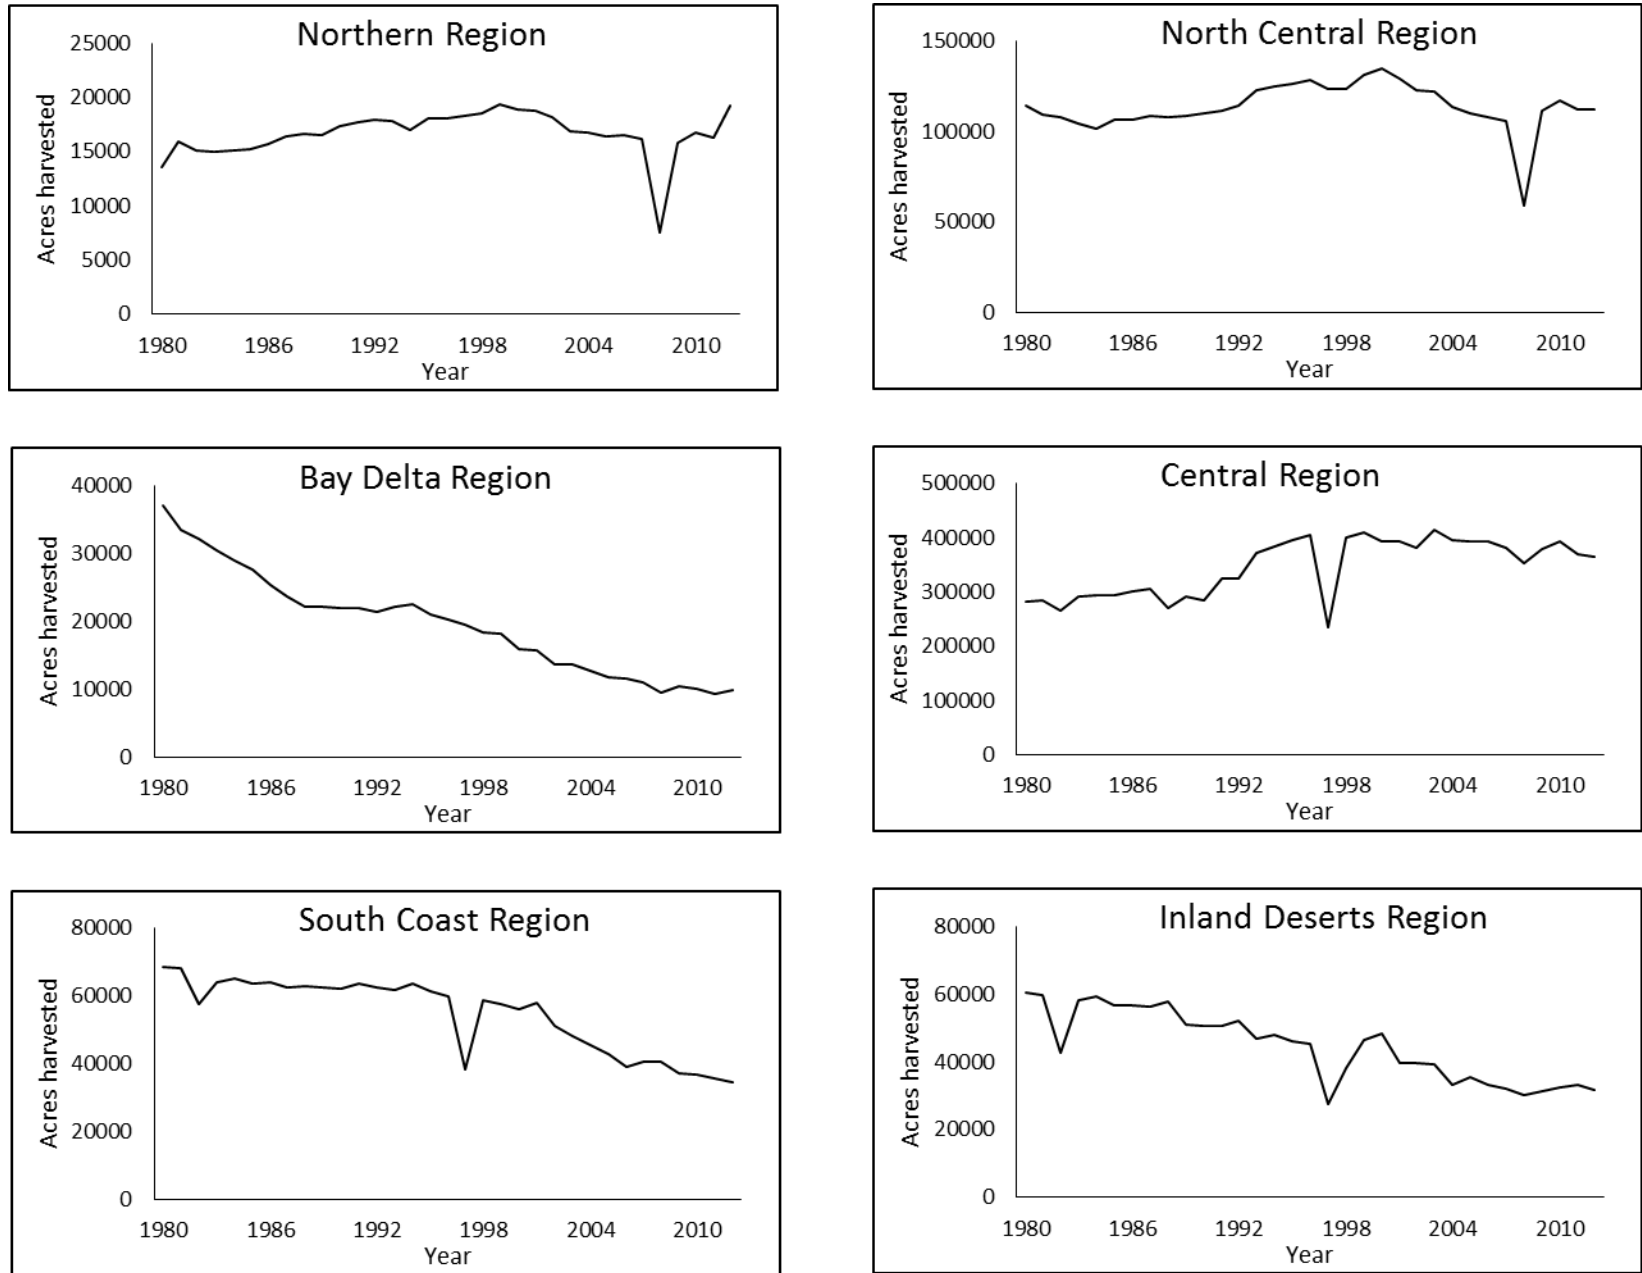 Northern Region
25000
20000
15000
10000
5000
0
Acres harvested
1980 1986 1992 1998 2004 2010
Year
North Central Region
150000
100000
50000
0
Acres harvested
1980 1986 1992 1998 2004 2010
Year
Bay Delta Region
40000
30000
20000
10000
0
Acres harvested
1980 1986 1992 1998 2004 2010
Year
Central Region
500000
400000
300000
200000
100000
0
Acres harvested
1980 1986 1992 1998 2004 2010
Year
South Coast Region
80000
60000
40000
20000
0
Acres harvested
1980 1986 1992 1998 2004 2010
Year
Inland Deserts Region
80000
60000
40000
20000
0
Acres harvested
1980 1986 1992 1998 2004 2010
Year